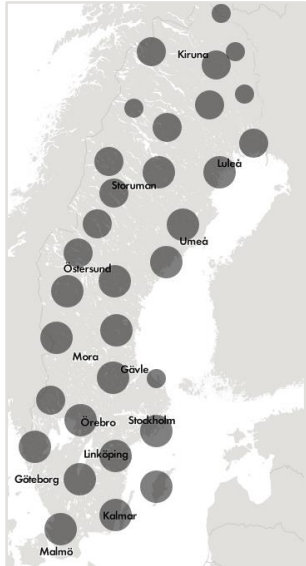 Kiruna
Luleå
Storuman
Umeå
Östersund
Mora
Gävle
Örebro
Stockholm
Linköping
Göteborg
Kalmar
Malmö